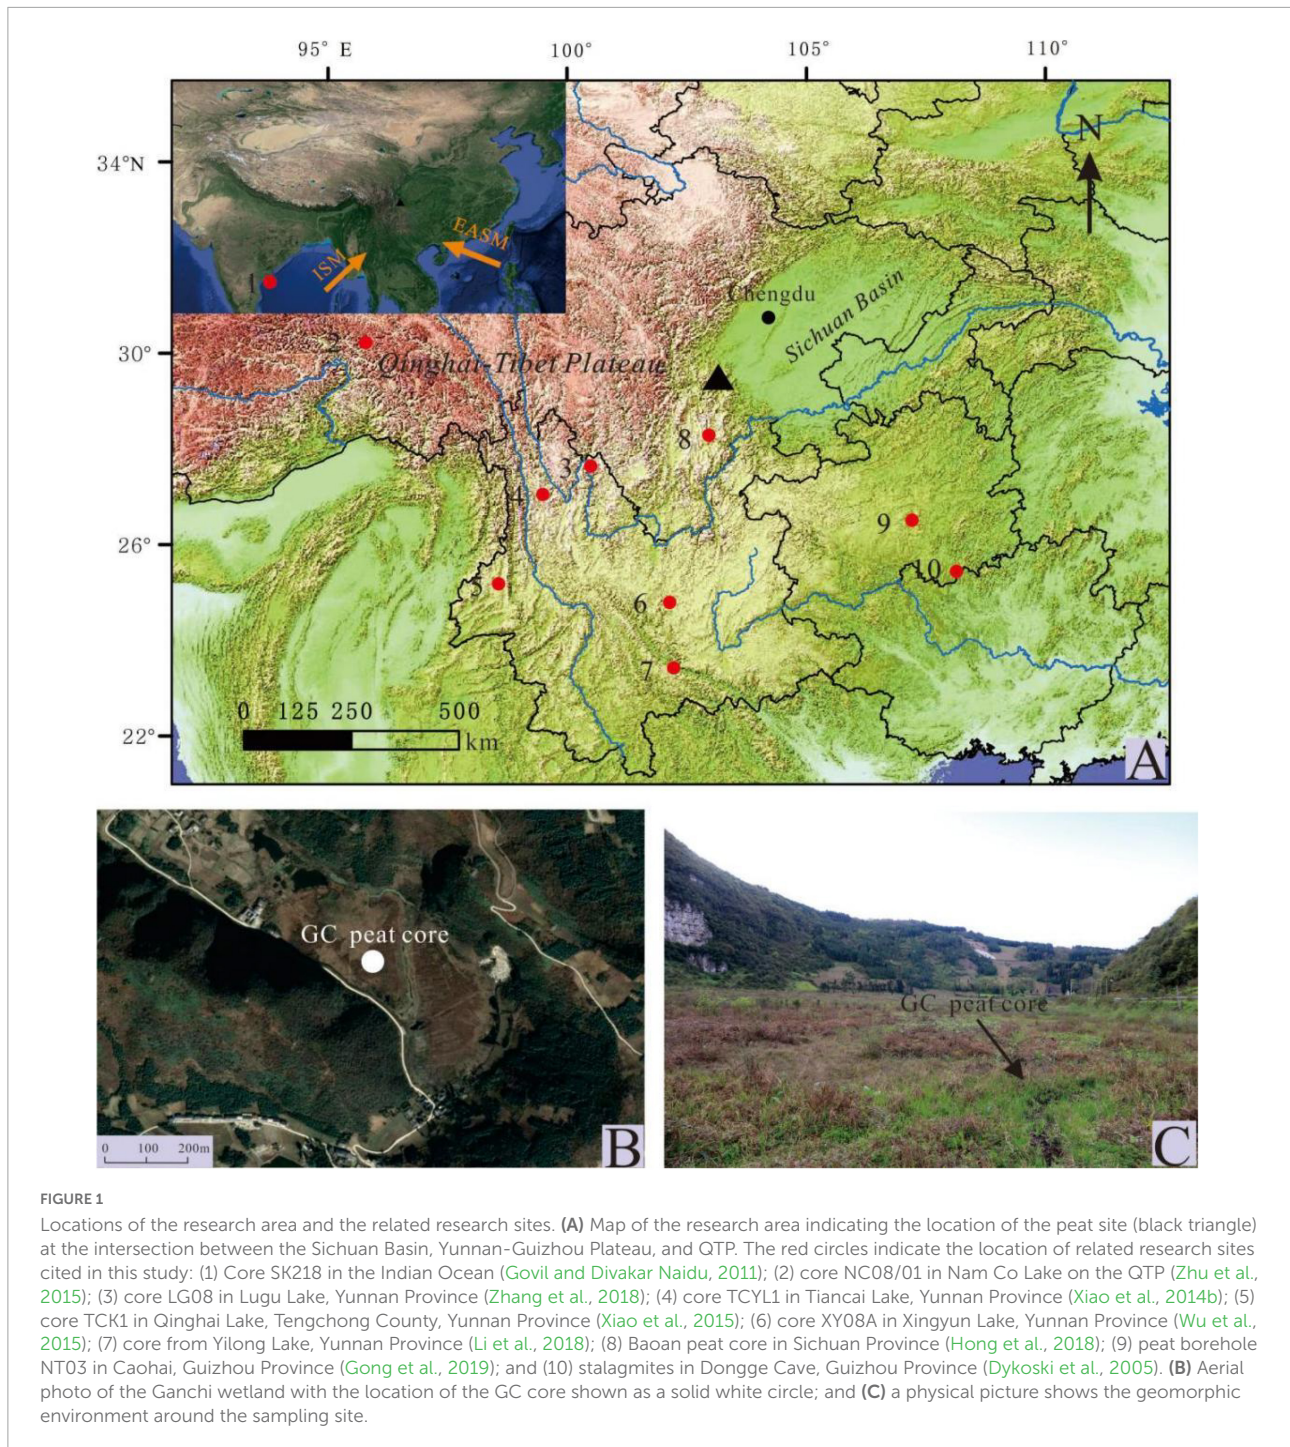 95° E 100° 105° 110°
34°N
N
EASM
ISM
1
Chengdu
Sichuan Basin
30°
2
Qinghai-Tibet Plateau
8
3
4
9
26°
10
5
6
7
0 125 250 500
km
22°
A
GC peat core
GC peat core
0 100 200m
B
C
FIGURE 1
Locations of the research area and the related research sites. (A) Map of the research area indicating the location of the peat site (black triangle)
at the intersection between the Sichuan Basin, Yunnan-Guizhou Plateau, and QTP. The red circles indicate the location of related research sites
cited in this study: (1) Core SK218 in the Indian Ocean (Govil and Divakar Naidu, 2011); (2) core NC08/01 in Nam Co Lake on the QTP (Zhu et al.,
2015); (3) core LG08 in Lugu Lake, Yunnan Province (Zhang et al., 2018); (4) core TCYL1 in Tiancai Lake, Yunnan Province (Xiao et al., 2014b); (5)
core TCK1 in Qinghai Lake, Tengchong County, Yunnan Province (Xiao et al., 2015); (6) core XY08A in Xingyun Lake, Yunnan Province (Wu et al.,
2015); (7) core from Yilong Lake, Yunnan Province (Li et al., 2018); (8) Baoan peat core in Sichuan Province (Hong et al., 2018); (9) peat borehole
NT03 in Caohai, Guizhou Province (Gong et al., 2019); and (10) stalagmites in Dongge Cave, Guizhou Province (Dykoski et al., 2005). (B) Aerial
photo of the Ganchi wetland with the location of the GC core shown as a solid white circle; and (C) a physical picture shows the geomorphic
environment around the sampling site.